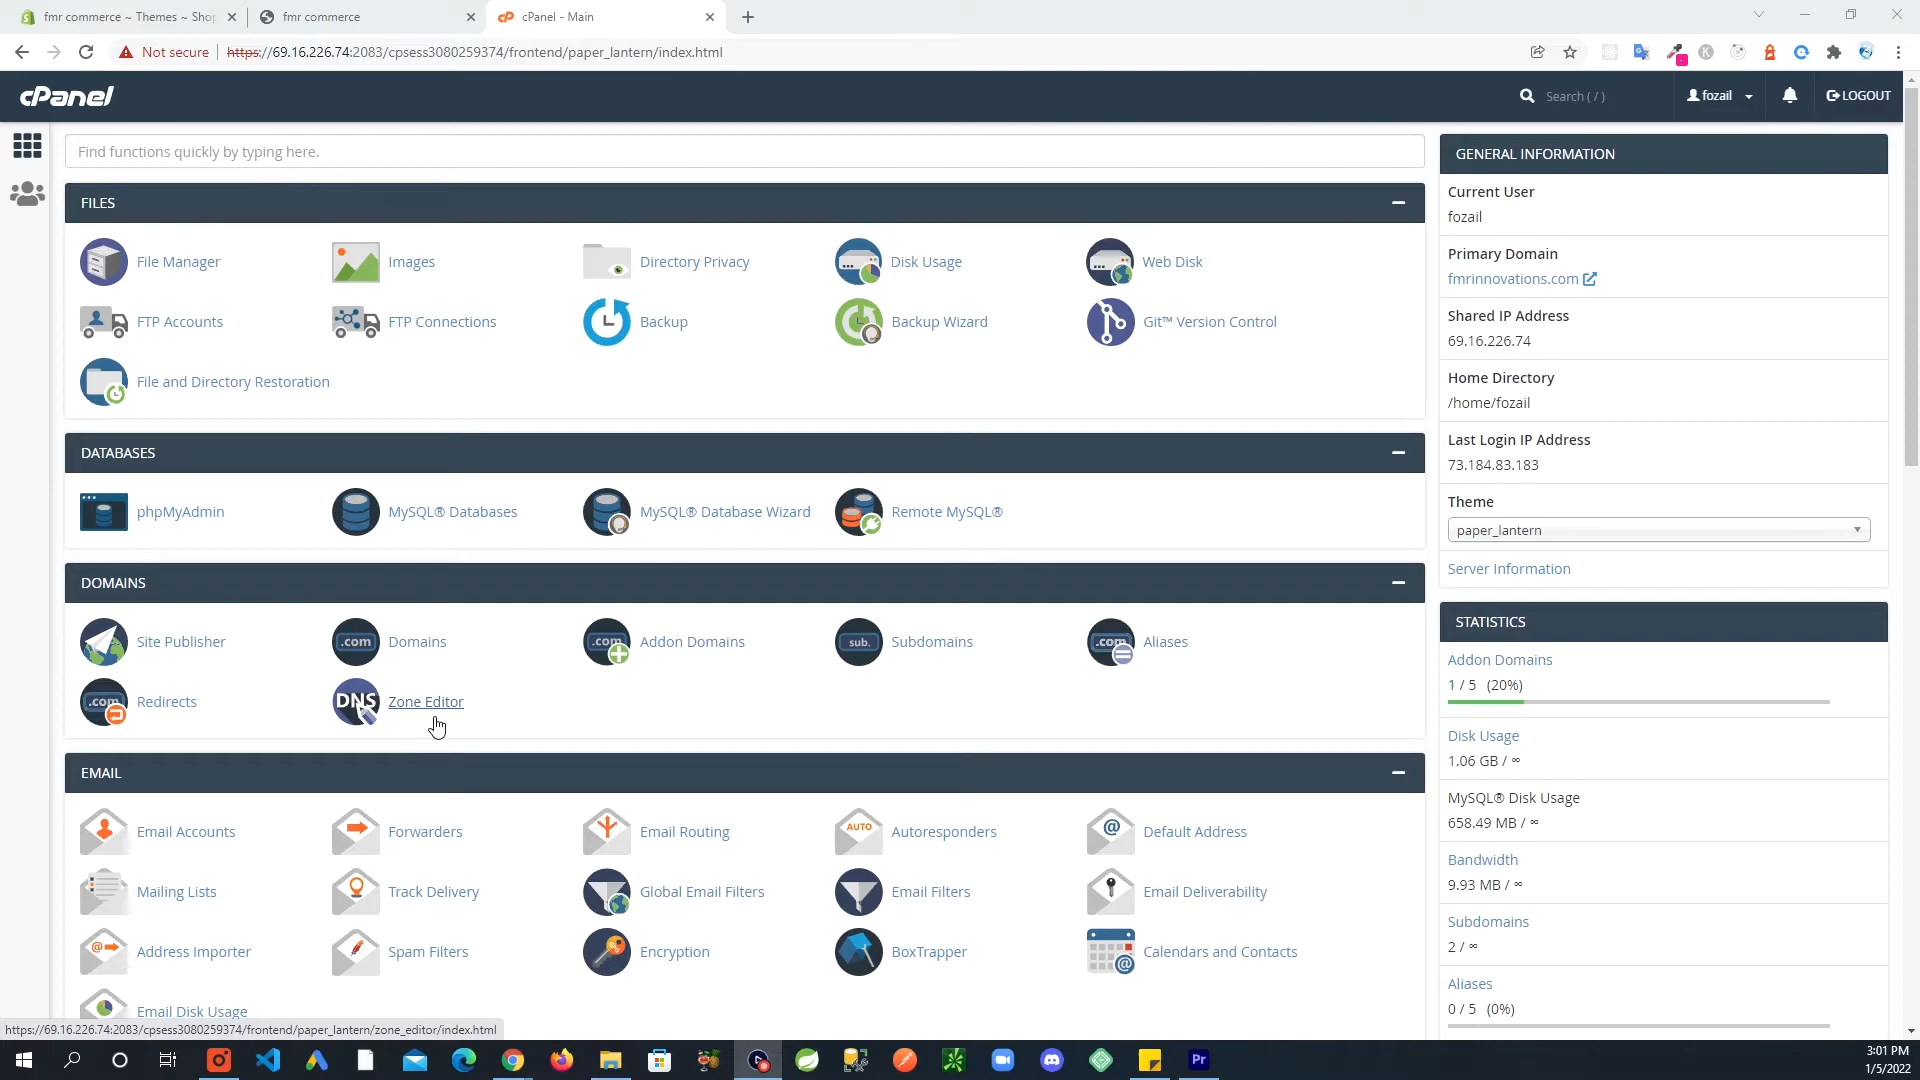 fmr commerce ~ Themes ~ Shop
fmr commerce
cPanel - Main
Not secure
https://69.16.226.74:2083/cpsess3080259374/frontend/paper_lantern/index.html
cPanel
Search ( / )
fozail
LOGOUT
Find functions quickly by typing here.
FILES
File Manager
Images
Directory Privacy
Disk Usage
Web Disk
FTP Accounts
FTP Connections
Backup
Backup Wizard
Git™ Version Control
File and Directory Restoration
DATABASES
phpMyAdmin
MySQL® Databases
MySQL® Database Wizard
Remote MySQL®
DOMAINS
Site Publisher
.com
Domains
.com
Addon Domains
sub.
Subdomains
.com
Aliases
.com
Redirects
DNS
Zone Editor
EMAIL
Email Accounts
Forwarders
Email Routing
AUTO
Autoresponders
@
Default Address
Mailing Lists
Track Delivery
Global Email Filters
Email Filters
Email Deliverability
@
Address Importer
Spam Filters
Encryption
BoxTrapper
@
Calendars and Contacts
Email Disk Usage
GENERAL INFORMATION
Current User
fozail
Primary Domain
fmrinnovations.com
Shared IP Address
69.16.226.74
Home Directory
/home/fozail
Last Login IP Address
73.184.83.183
Theme
paper_lantern
Server Information
STATISTICS
Addon Domains
1 / 5 (20%)
Disk Usage
1.06 GB / ∞
MySQL® Disk Usage
658.49 MB / ∞
Bandwidth
9.93 MB / ∞
Subdomains
2 / ∞
Aliases
0 / 5 (0%)
https://69.16.226.74:2083/cpsess3080259374/frontend/paper_lantern/zone_editor/index.html
Pr
3:01 PM
1/5/2022